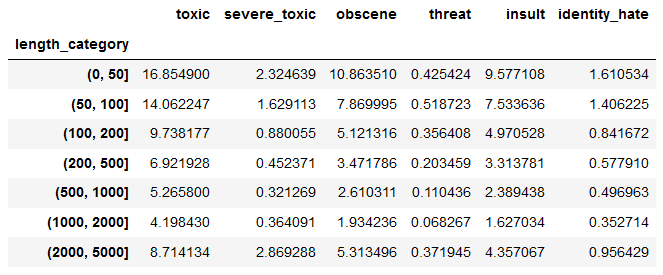 toxic severe_toxic obscene threat insult identity_hate
length_category
(0, 50] 16.854900 2.324639 10.863510 0.425424 9.577108 1.610534
(50, 100] 14.062247 1.629113 7.869995 0.518723 7.533636 1.406225
(100, 200] 9.738177 0.880055 5.121316 0.356408 4.970528 0.841672
(200, 500] 6.921928 0.452371 3.471786 0.203459 3.313781 0.577910
(500, 1000] 5.265800 0.321269 2.610311 0.110436 2.389438 0.496963
(1000, 2000] 4.198430 0.364091 1.934236 0.068267 1.627034 0.352714
(2000, 5000] 8.714134 2.869288 5.313496 0.371945 4.357067 0.956429